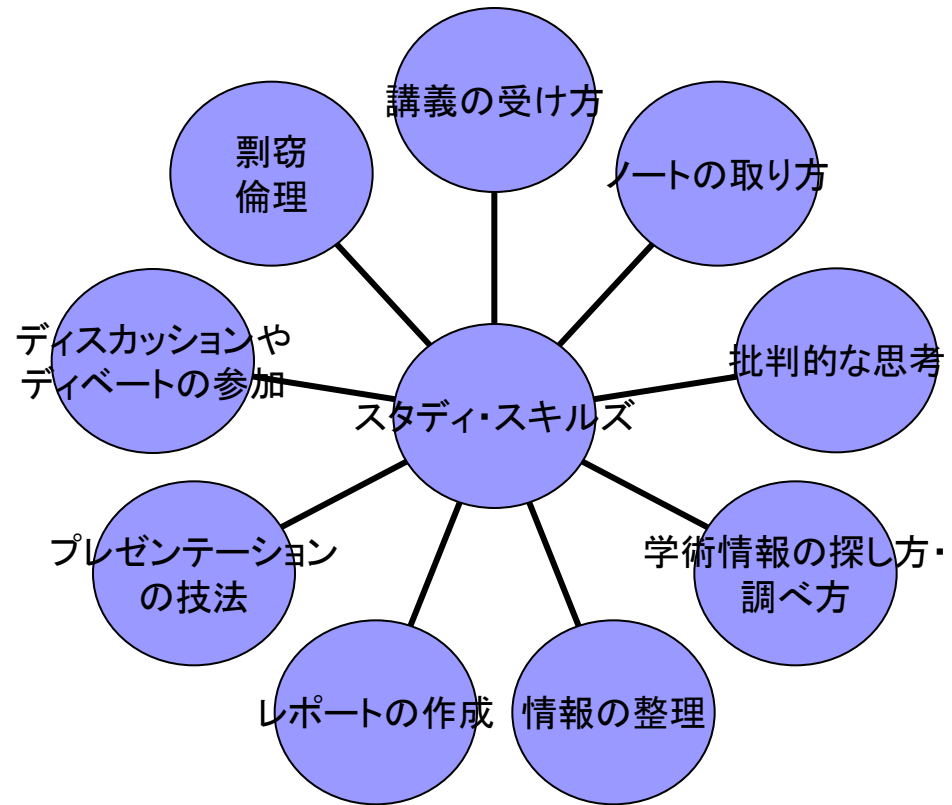 講義の受け方
ノートの取り方
批判的な思考
学術情報の探し方・
調べ方
情報の整理
レポートの作成
プレゼンテーション
の技法
ディスカッションや
ディベートの参加
剽窃
倫理
スタディ・スキルズ